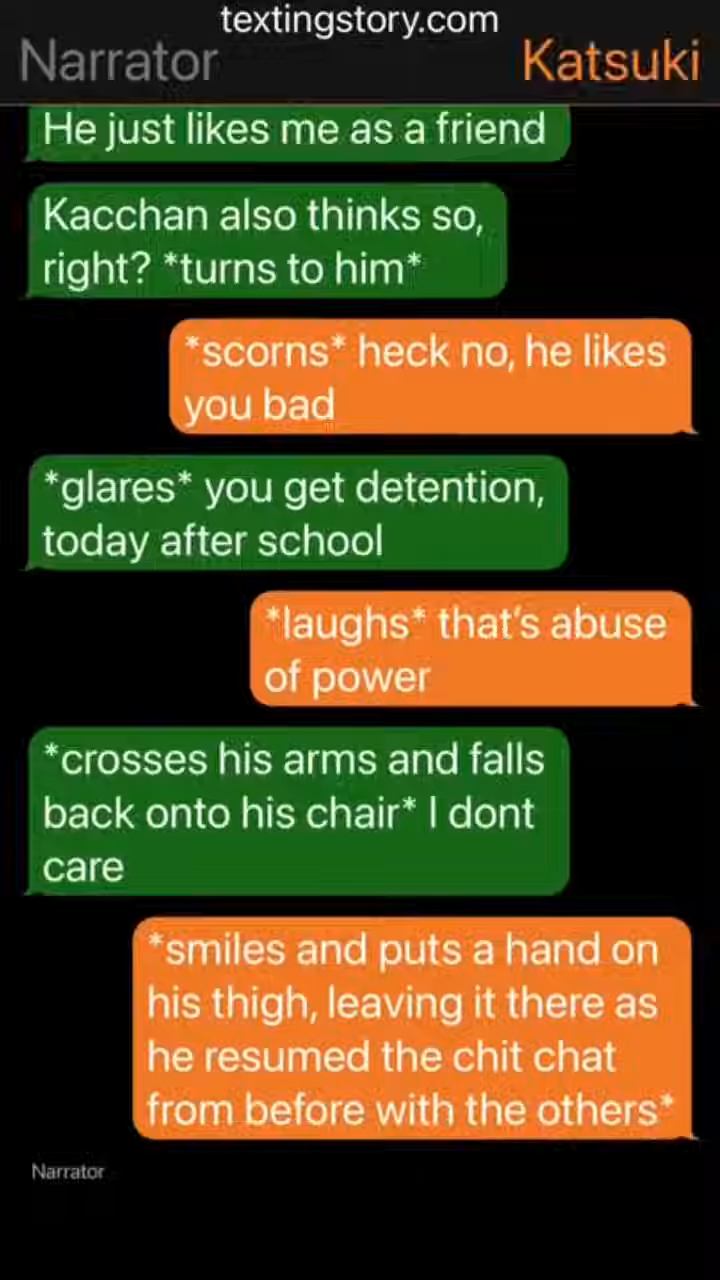 textingstory.com
Narrator
Katsuki
He just likes me as a friend
Kacchan also thinks so,
right? *turns to him*
*scorns* heck no, he likes
you bad
*glares* you get detention,
today after school
*laughs* that's abuse
of power
*crosses his arms and falls
back onto his chair* I dont
care
*smiles and puts a hand on
his thigh, leaving it there as
he resumed the chit chat
from before with the others*
Narrator